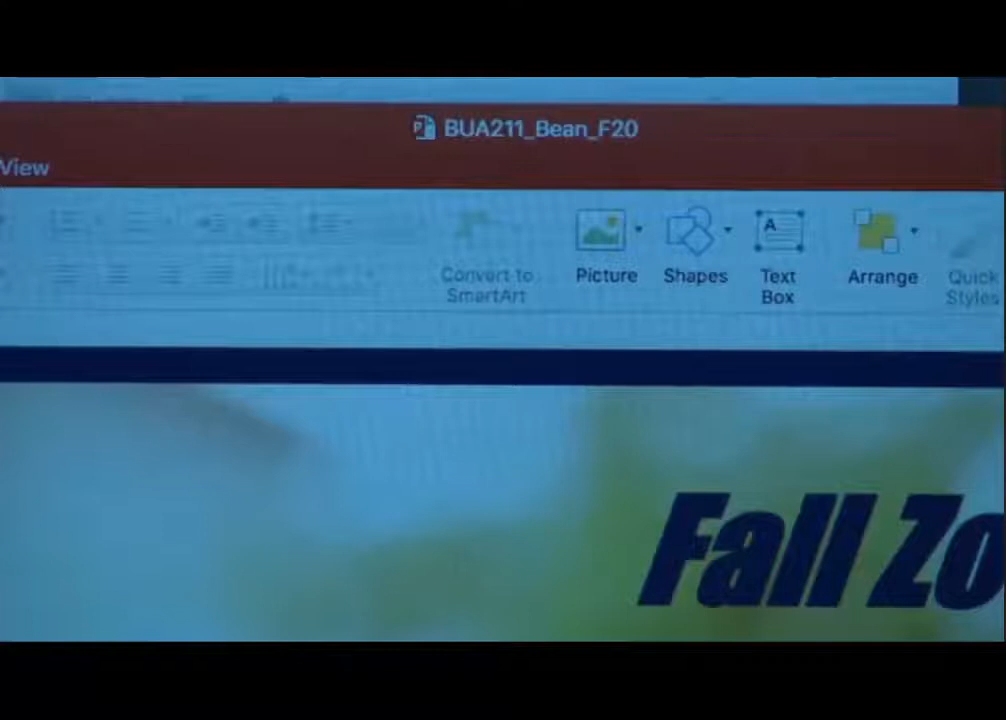 BUA211_Bean_F20
View
Convert to
SmartArt
Picture
Shapes
A
Text
Box
Arrange
Quick
Styles
Fall Zo